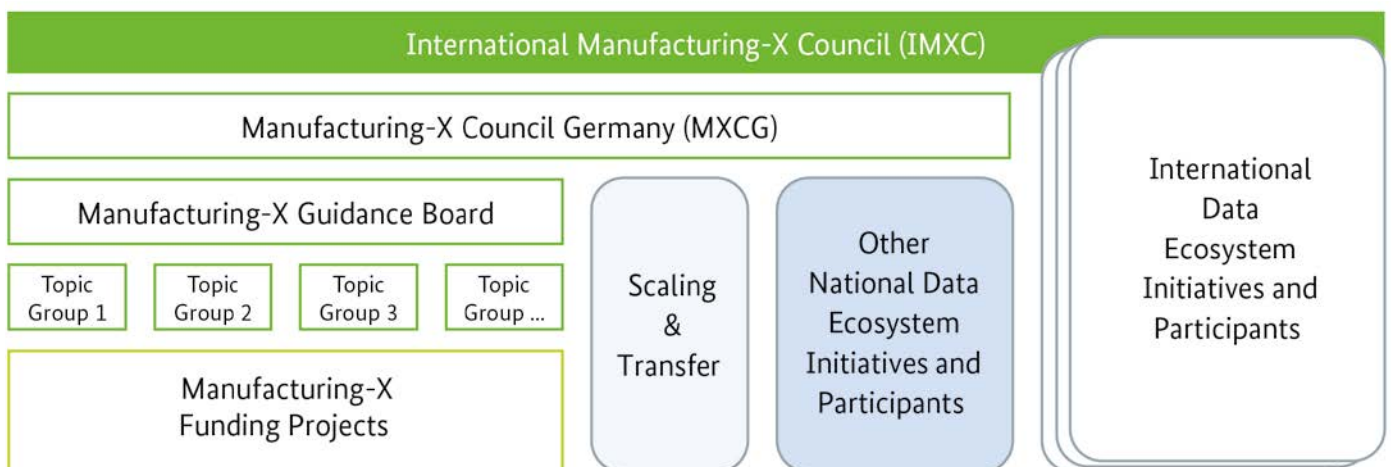 International Manufacturing-X Council (IMXC)
Manufacturing-X Council Germany (MXCG)
Manufacturing-X Guidance Board
Topic
Group 1
Topic
Group 2
Topic
Group 3
Topic
Group ...
Manufacturing-X
Funding Projects
Scaling
&
Transfer
Other
National Data
Ecosystem
Initiatives and
Participants
International
Data
Ecosystem
Initiatives and
Participants